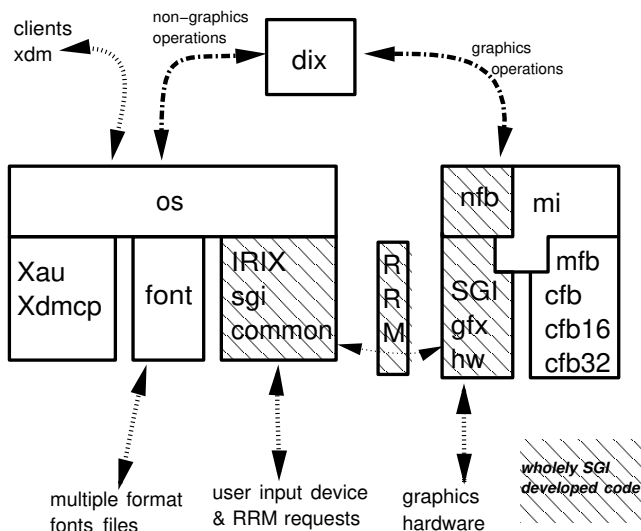 clients
xdm
non-graphics
operations
dix
graphics
operations
os
nfb
mi
Xau
Xdmcp
font
IRIX
sgi
common
R
R
M
SGI
gfx
hw
mfb
cfb
cfb16
cfb32
multiple format
fonts files
user input device
& RRM requests
graphics
hardware
wholely SGI
developed code